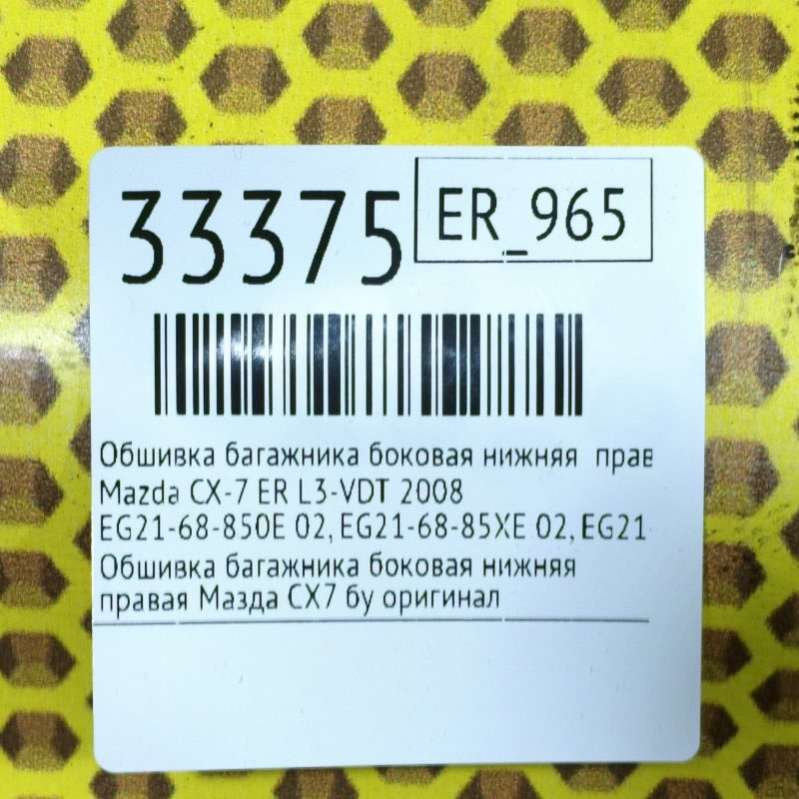 33375
ER_965
Обшивка багажника боковая нижняя прав
Mazda CX-7 ER L3-VDT 2008
EG21-68-850E 02, EG21-68-85XE 02, EG21
Обшивка багажника боковая нижняя
правая Мазда СХ7 бу оригинал